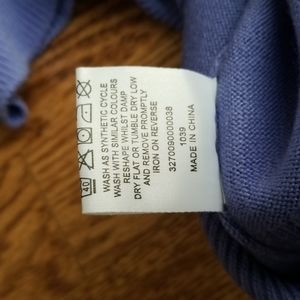 40
WASH AS SYNTHETIC CYCLE
WASH WITH SIMILAR COLOURS
RESHAPE WHILST DAMP
DRY FLAT OR TUMBLE DRY LOW
AND REMOVE PROMPTLY
IRON ON REVERSE
3270090000038
1039
MADE IN CHINA